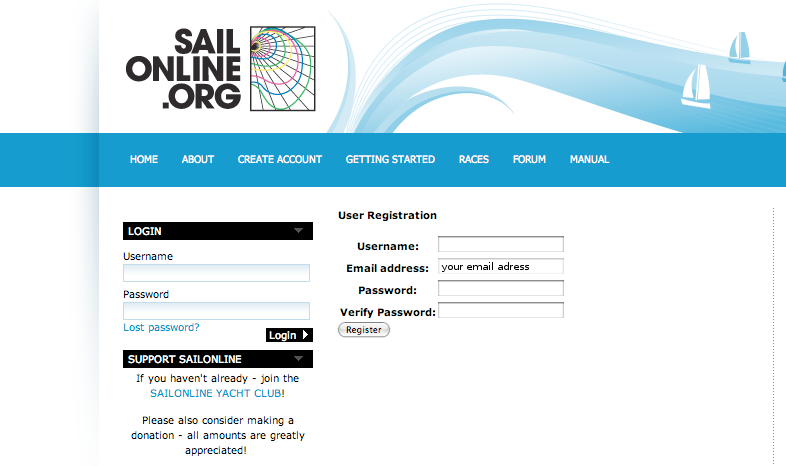 SAIL
ONLINE
.ORG
HOME ABOUT CREATE ACCOUNT GETTING STARTED RACES FORUM MANUAL
LOGIN
Username
Password
Lost password?
Login
SUPPORT SAILONLINE
If you haven't already - join the
SAILONLINE YACHT CLUB!
Please also consider making a
donation - all amounts are greatly
appreciated!
User Registration
Username:
Email address: your email adress
Password:
Verify Password:
Register